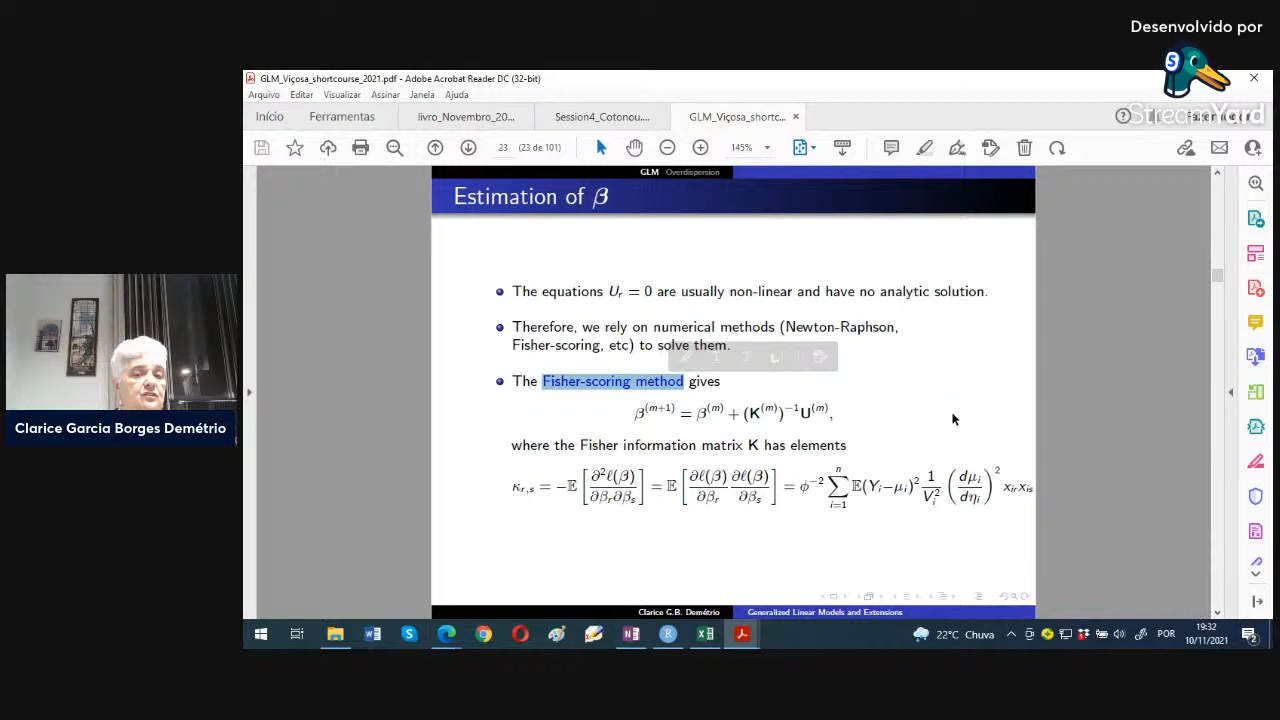 Desenvolvido por
StreamYard
GLM_Viçosa_shortcourse_2021.pdf - Adobe Acrobat Reader DC (32-bit)
Arquivo Editar Visualizar Assinar Janela Ajuda
Início Ferramentas livro_Novembro_20... Session4_Cotonou.... GLM_Viçosa_shortc... ×
23 (23 de 101) 145%
GLM Overdispersion
Estimation of β
The equations U_r = 0 are usually non-linear and have no analytic solution.
Therefore, we rely on numerical methods (Newton-Raphson,
Fisher-scoring, etc) to solve them.
The Fisher-scoring method gives
β^(m+1) = β^(m) + (K^(m))^−1 U^(m),
where the Fisher information matrix K has elements
κ_r,s = −𝔼 [∂²ℓ(β) / ∂β_r∂β_s] = 𝔼 [∂ℓ(β)/∂β_r ∂ℓ(β)/∂β_s] = ϕ^−2 ∑_{i=1}^{n} 𝔼(Y_i−μ_i)² 1/V_i² (dμ_i/dη_i)² x_ir x_is
Clarice G.B. Demétrio Generalized Linear Models and Extensions
Clarice Garcia Borges Demétrio
22°C Chuva POR 19:32
10/11/2021